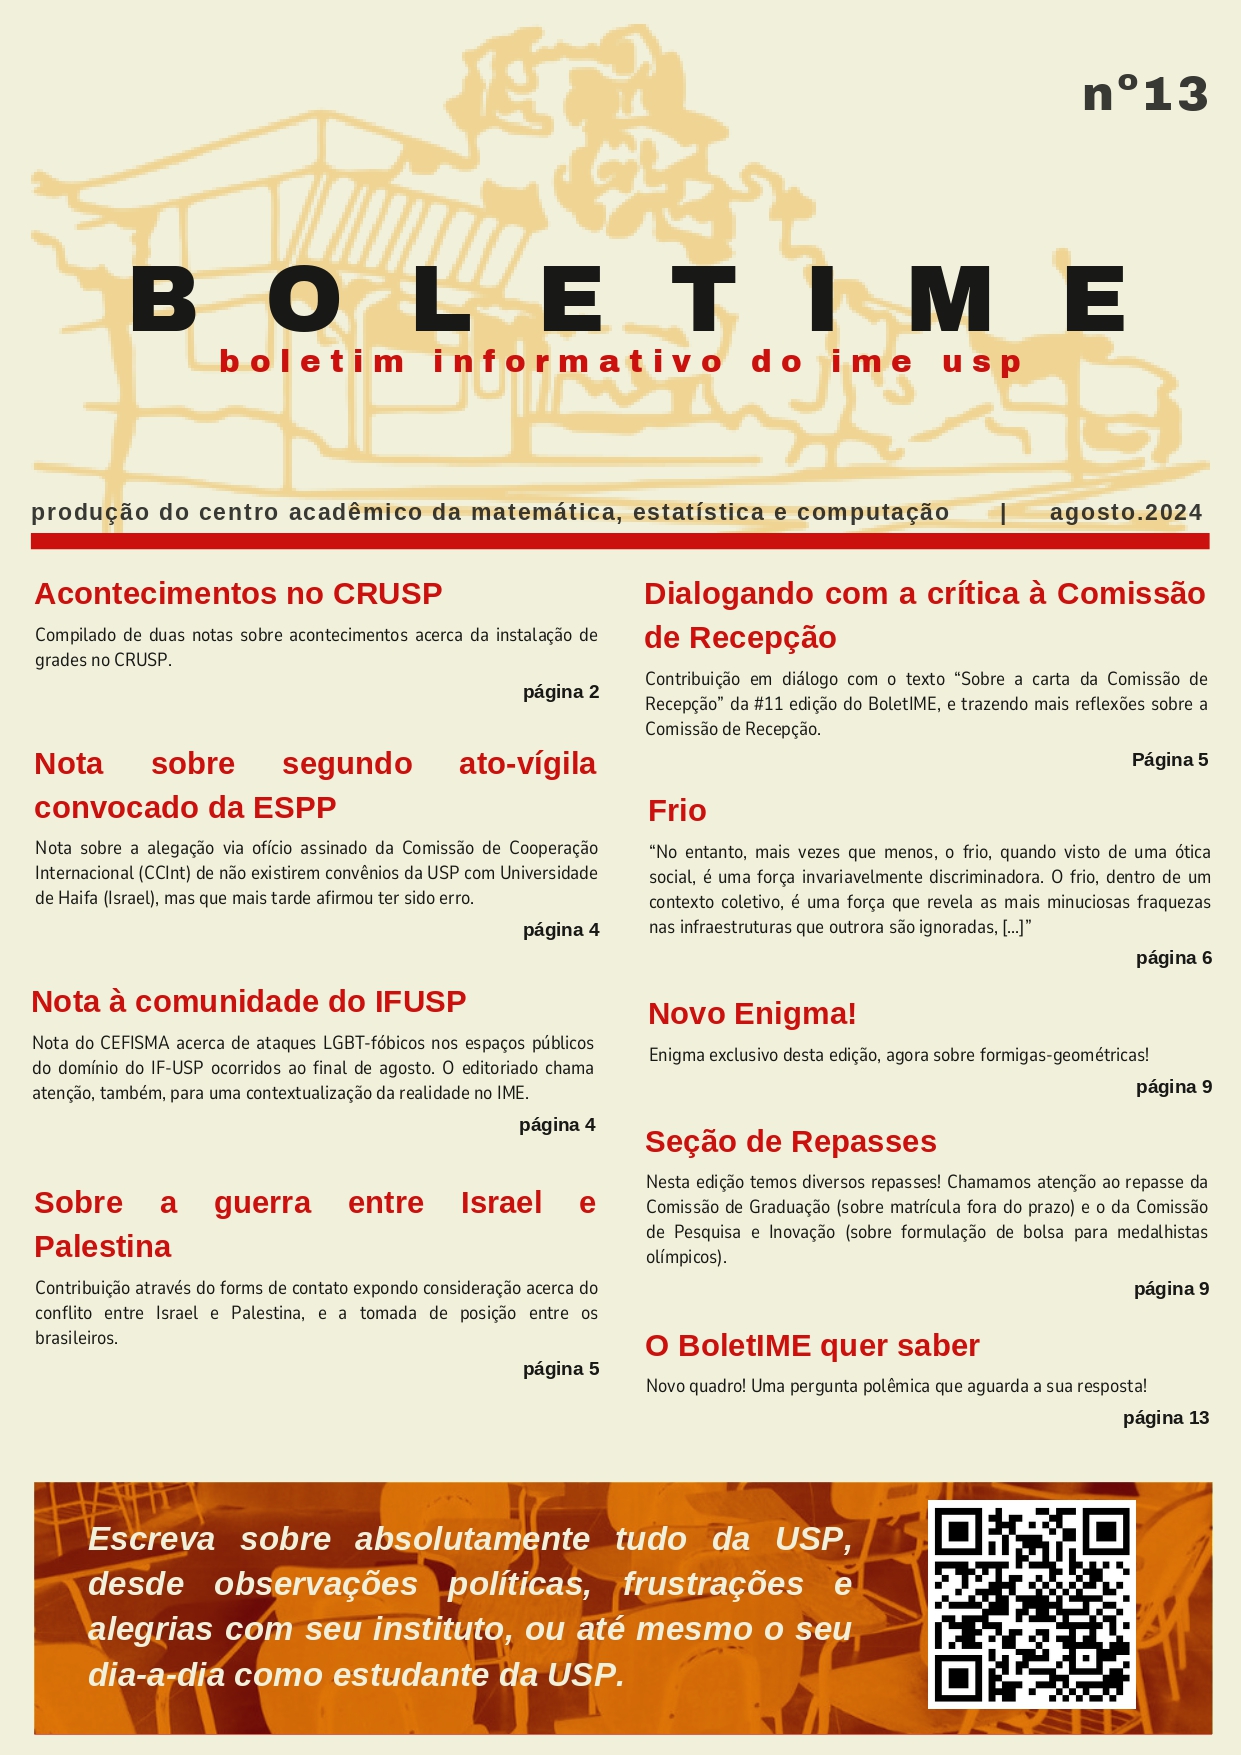 nº13
BOLETIME
boletim informativo do ime usp
produção do centro acadêmico da matemática, estatística e computação | agosto.2024
Acontecimentos no CRUSP
Compilado de duas notas sobre acontecimentos acerca da instalação de
grades no CRUSP.
página 2
Nota sobre segundo ato-vígila
convocado da ESPP
Nota sobre a alegação via ofício assinado da Comissão de Cooperação
Internacional (CCInt) de não existirem convênios da USP com Universidade
de Haifa (Israel), mas que mais tarde afirmou ter sido erro.
página 4
Nota à comunidade do IFUSP
Nota do CEFISMA acerca de ataques LGBT-fóbicos nos espaços públicos
do domínio do IF-USP ocorridos ao final de agosto. O editoriado chama
atenção, também, para uma contextualização da realidade no IME.
página 4
Sobre a guerra entre Israel e
Palestina
Contribuição através do forms de contato expondo consideração acerca do
conflito entre Israel e Palestina, e a tomada de posição entre os
brasileiros.
página 5
Dialogando com a crítica à Comissão
de Recepção
Contribuição em diálogo com o texto “Sobre a carta da Comissão de
Recepção” da #11 edição do BoletIME, e trazendo mais reflexões sobre a
Comissão de Recepção.
Página 5
Frio
“No entanto, mais vezes que menos, o frio, quando visto de uma ótica
social, é uma força invariavelmente discriminadora. O frio, dentro de um
contexto coletivo, é uma força que revela as mais minuciosas fraquezas
nas infraestruturas que outrora são ignoradas, [...]”
página 6
Novo Enigma!
Enigma exclusivo desta edição, agora sobre formigas-geométricas!
página 9
Seção de Repasses
Nesta edição temos diversos repasses! Chamamos atenção ao repasse da
Comissão de Graduação (sobre matrícula fora do prazo) e o da Comissão
de Pesquisa e Inovação (sobre formulação de bolsa para medalhistas
olímpicos).
página 9
O BoletIME quer saber
Novo quadro! Uma pergunta polêmica que aguarda a sua resposta!
página 13
Escreva sobre absolutamente tudo da USP,
desde observações políticas, frustrações e
alegrias com seu instituto, ou até mesmo o seu
dia-a-dia como estudante da USP.